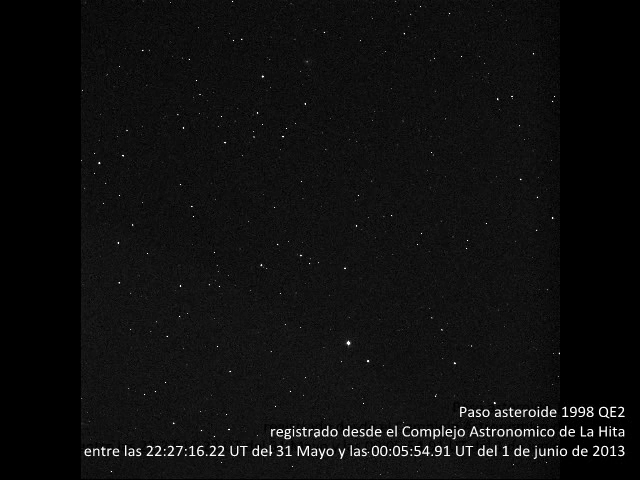 Paso asteroide 1998 QE2
registrado desde el Complejo Astronomico de La Hita
entre las 22:27:16.22 UT del 31 Mayo y las 00:05:54.91 UT del 1 de junio de 2013